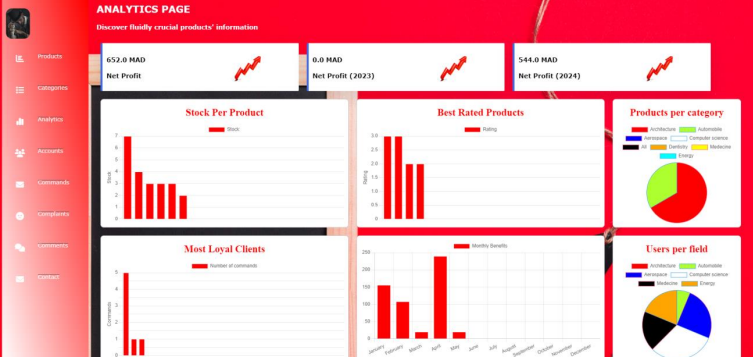 ANALYTICS PAGE
Discover fluidly crucial products' information
Products
Categories
Analytics
Accounts
Commands
Complaints
Comments
Contact
652.0 MAD
Net Profit
0.0 MAD
Net Profit (2023)
544.0 MAD
Net Profit (2024)
Stock Per Product
Stock
7
6
5
4
3
2
1
0
Stock
Best Rated Products
Rating
3.0
2.5
2.0
1.5
1.0
0.5
0
Rating
Products per category
Architecture Automobile
Aerospace Computer science
AI Dentistry Medecine
Energy
Most Loyal Clients
Number of commands
5
4
3
2
1
0
Commands
Monthly Benefits
250
200
150
100
50
0
January February March April May June July August September October November December
Users per field
Architecture Automobile
Aerospace Computer science
Medecine Energy